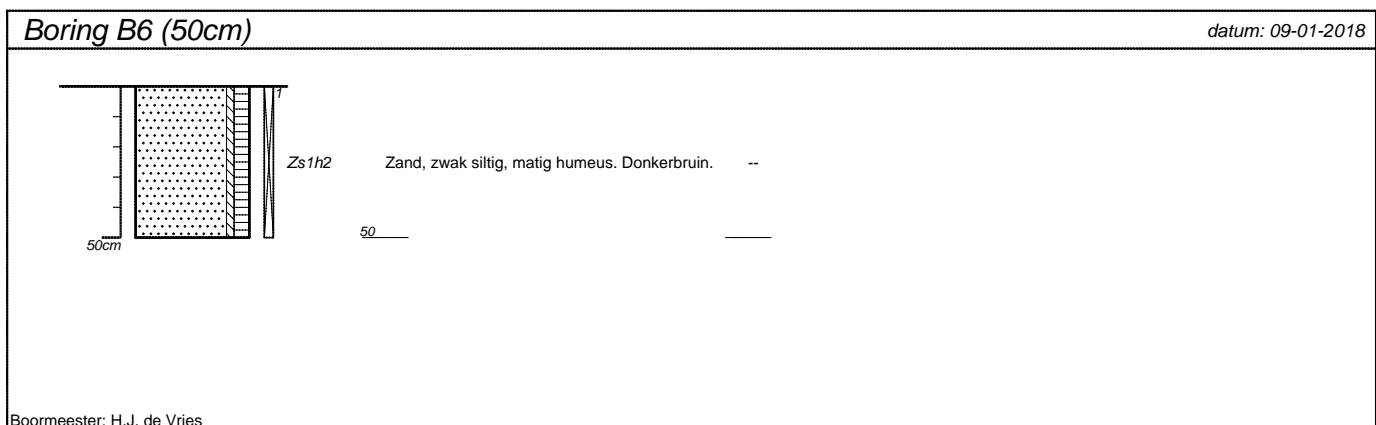 Boring B6 (50cm) datum: 09-01-2018
1
Zs1h2 Zand, zwak siltig, matig humeus. Donkerbruin. --
50cm 50
Boormeester: H.J. de Vries